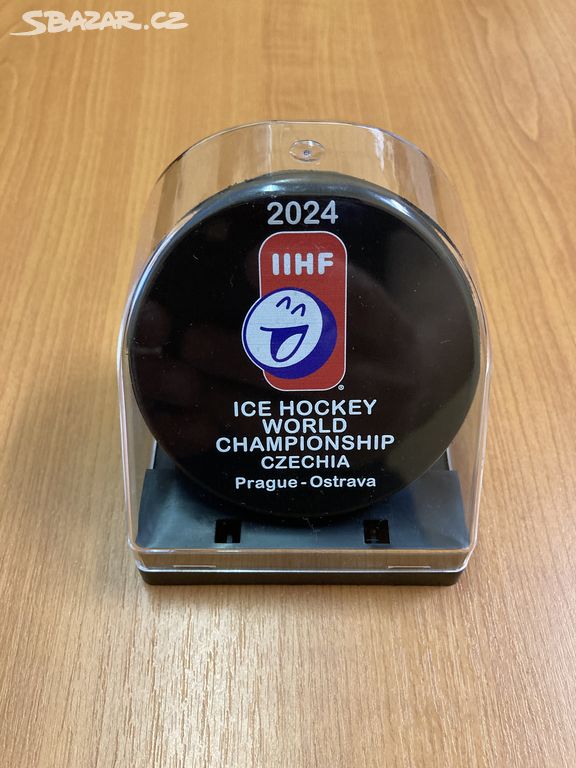 SBAZAR.CZ
2024
IIHF
®
ICE HOCKEY
WORLD
CHAMPIONSHIP
CZECHIA
Prague - Ostrava